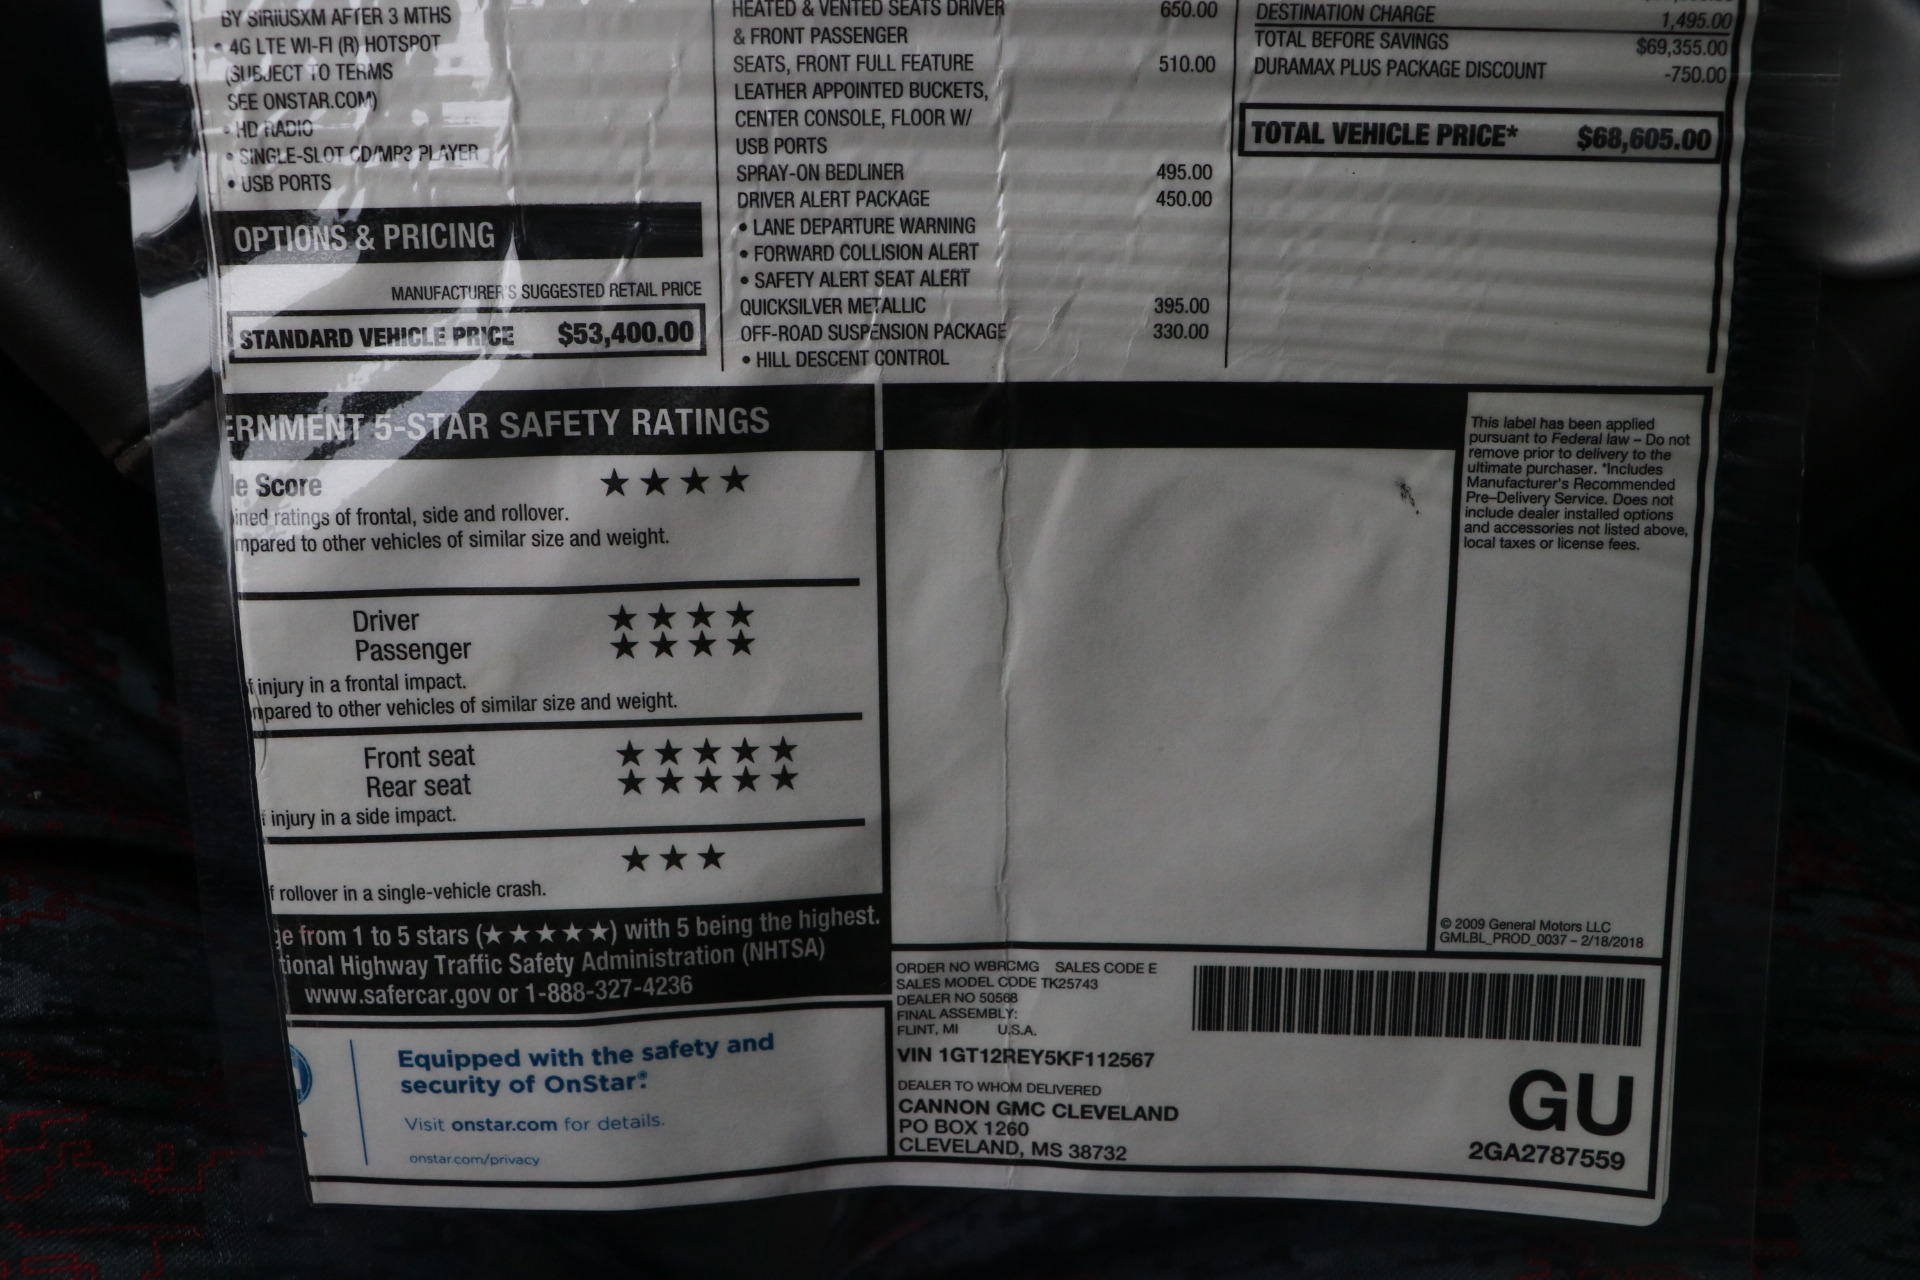 BY SIRIUSXM AFTER 3 MTHS
• 4G LTE WI-FI (R) HOTSPOT
(SUBJECT TO TERMS
SEE ONSTAR.COM)
• HD RADIO
• SINGLE-SLOT CD/MP3 PLAYER
• USB PORTS
OPTIONS & PRICING
MANUFACTURER'S SUGGESTED RETAIL PRICE
STANDARD VEHICLE PRICE $53,400.00
HEATED & VENTED SEATS DRIVER 650.00
& FRONT PASSENGER
SEATS, FRONT FULL FEATURE 510.00
LEATHER APPOINTED BUCKETS,
CENTER CONSOLE, FLOOR W/
USB PORTS
SPRAY-ON BEDLINER 495.00
DRIVER ALERT PACKAGE 450.00
• LANE DEPARTURE WARNING
• FORWARD COLLISION ALERT
• SAFETY ALERT SEAT ALERT
QUICKSILVER METALLIC 395.00
OFF-ROAD SUSPENSION PACKAGE 330.00
• HILL DESCENT CONTROL
DESTINATION CHARGE 1,495.00
TOTAL BEFORE SAVINGS $69,355.00
DURAMAX PLUS PACKAGE DISCOUNT -750.00
TOTAL VEHICLE PRICE* $68,605.00
ERNMENT 5-STAR SAFETY RATINGS
le Score ★★★★
ined ratings of frontal, side and rollover.
mpared to other vehicles of similar size and weight.
Driver ★★★★
Passenger ★★★★
f injury in a frontal impact.
mpared to other vehicles of similar size and weight.
Front seat ★★★★★
Rear seat ★★★★★
f injury in a side impact.
★★★
f rollover in a single-vehicle crash.
ge from 1 to 5 stars (★★★★★) with 5 being the highest.
tional Highway Traffic Safety Administration (NHTSA)
www.safercar.gov or 1-888-327-4236
Equipped with the safety and
security of OnStar®
Visit onstar.com for details.
onstar.com/privacy
This label has been applied
pursuant to Federal law – Do not
remove prior to delivery to the
ultimate purchaser. *Includes
Manufacturer's Recommended
Pre–Delivery Service. Does not
include dealer installed options
and accessories not listed above,
local taxes or license fees.
© 2009 General Motors LLC
GMLBL_PROD_0037 – 2/18/2018
ORDER NO WBRCMG SALES CODE E
SALES MODEL CODE TK25743
DEALER NO 50568
FINAL ASSEMBLY:
FLINT, MI U.S.A.
VIN 1GT12REY5KF112567
DEALER TO WHOM DELIVERED
CANNON GMC CLEVELAND
PO BOX 1260
CLEVELAND, MS 38732
GU
2GA2787559